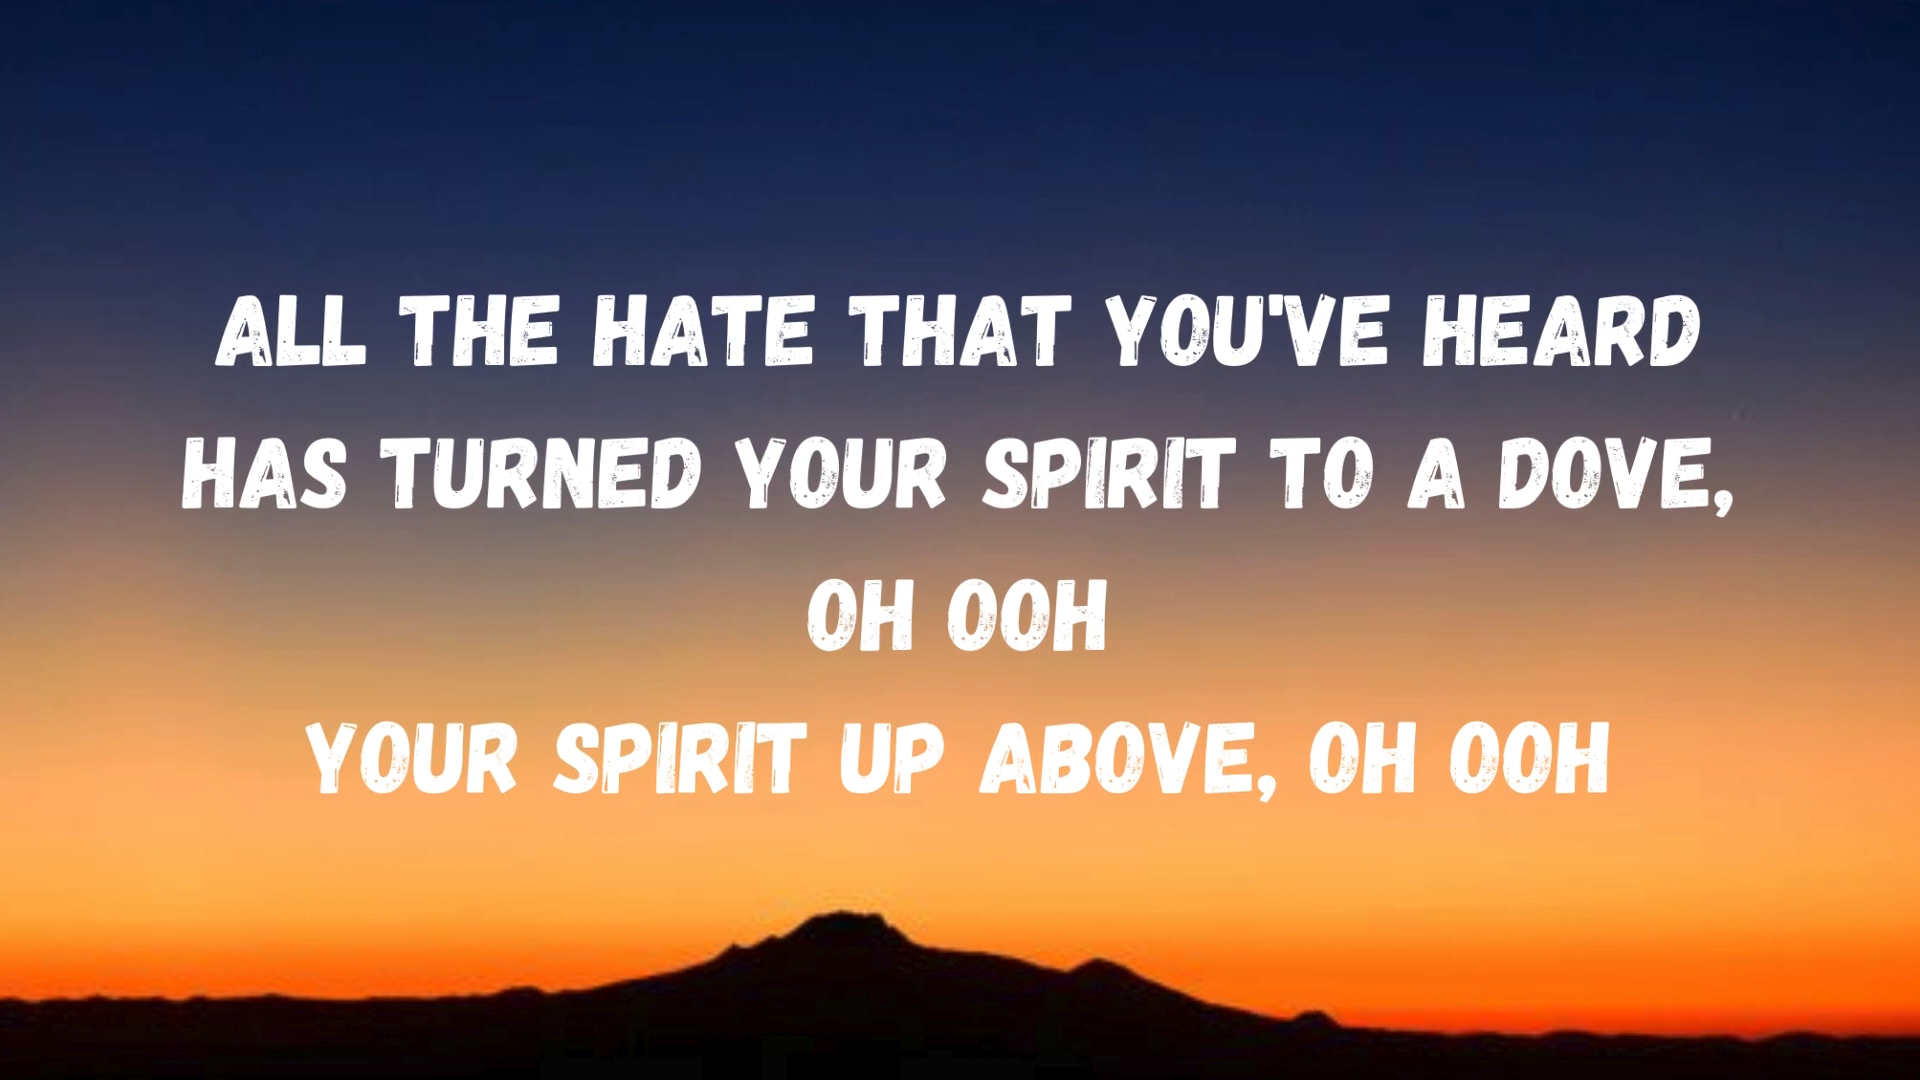 ALL THE HATE THAT YOU'VE HEARD
HAS TURNED YOUR SPIRIT TO A DOVE,
OH OOH
YOUR SPIRIT UP ABOVE, OH OOH